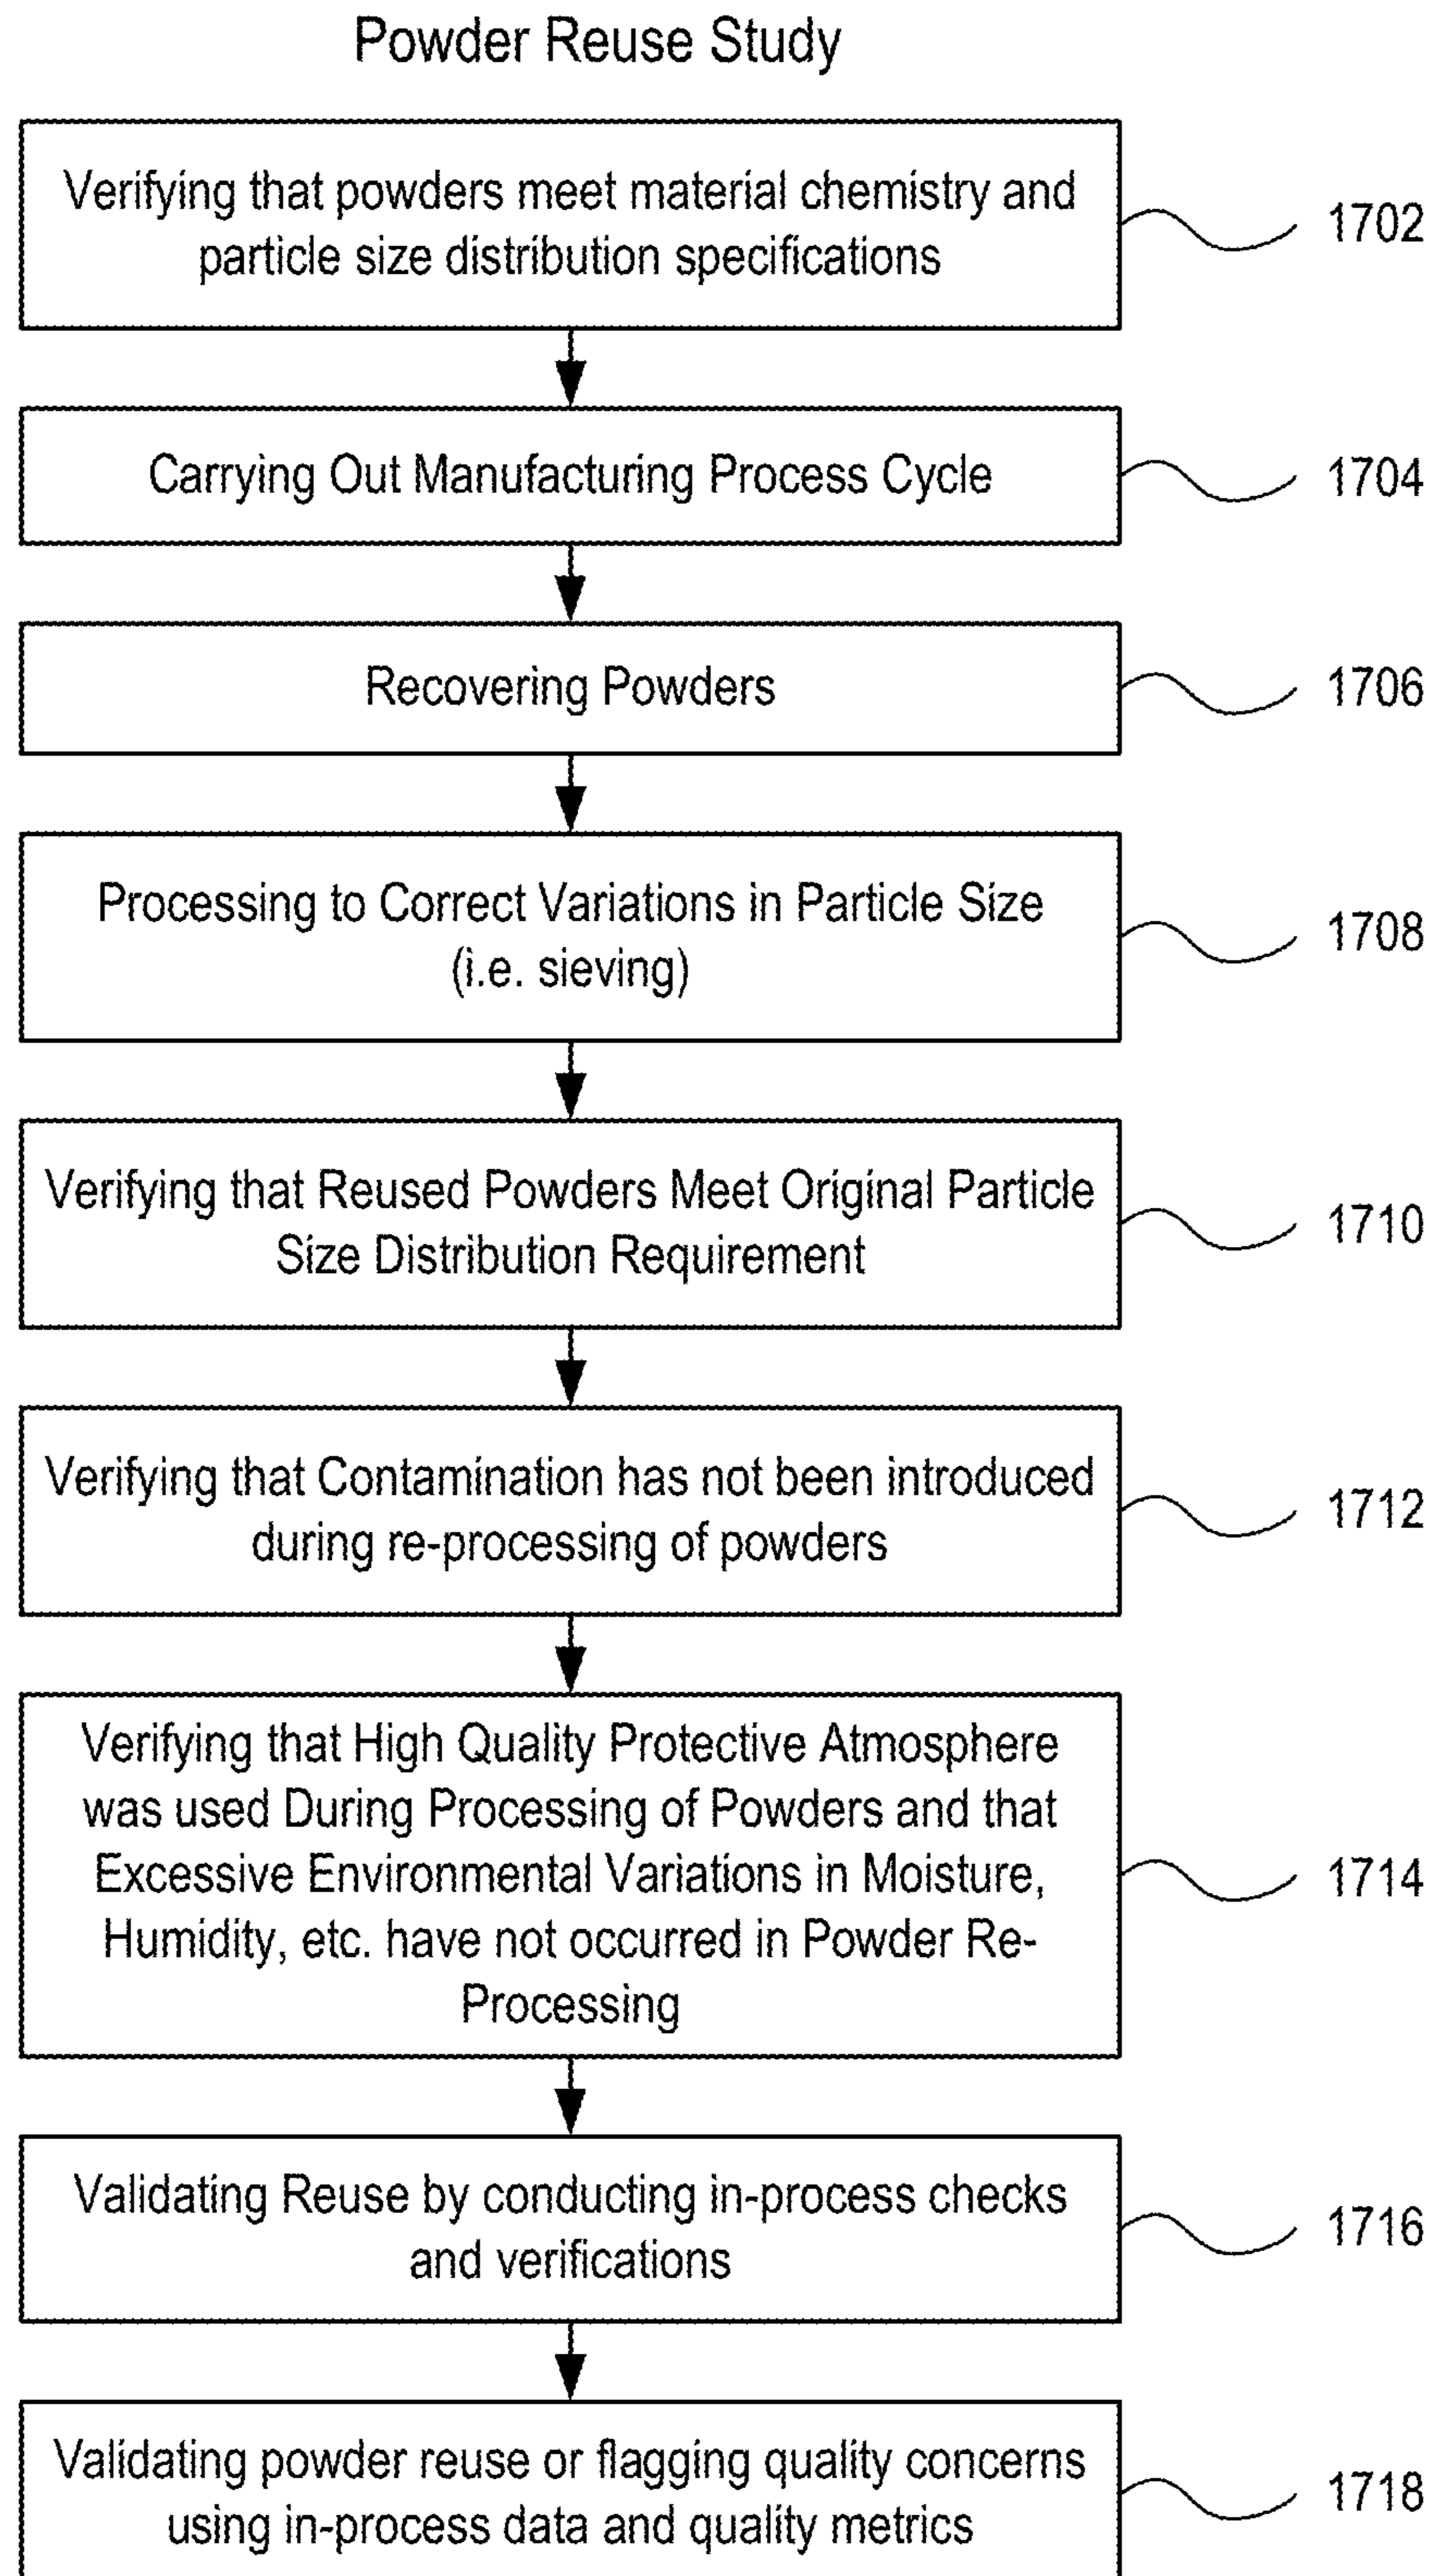 Powder Reuse Study
Verifying that powders meet material chemistry and
particle size distribution specifications
1702
Carrying Out Manufacturing Process Cycle
1704
Recovering Powders
1706
Processing to Correct Variations in Particle Size
(i.e. sieving)
1708
Verifying that Reused Powders Meet Original Particle
Size Distribution Requirement
1710
Verifying that Contamination has not been introduced
during re-processing of powders
1712
Verifying that High Quality Protective Atmosphere
was used During Processing of Powders and that
Excessive Environmental Variations in Moisture,
Humidity, etc. have not occurred in Powder Re-
Processing
1714
Validating Reuse by conducting in-process checks
and verifications
1716
Validating powder reuse or flagging quality concerns
using in-process data and quality metrics
1718